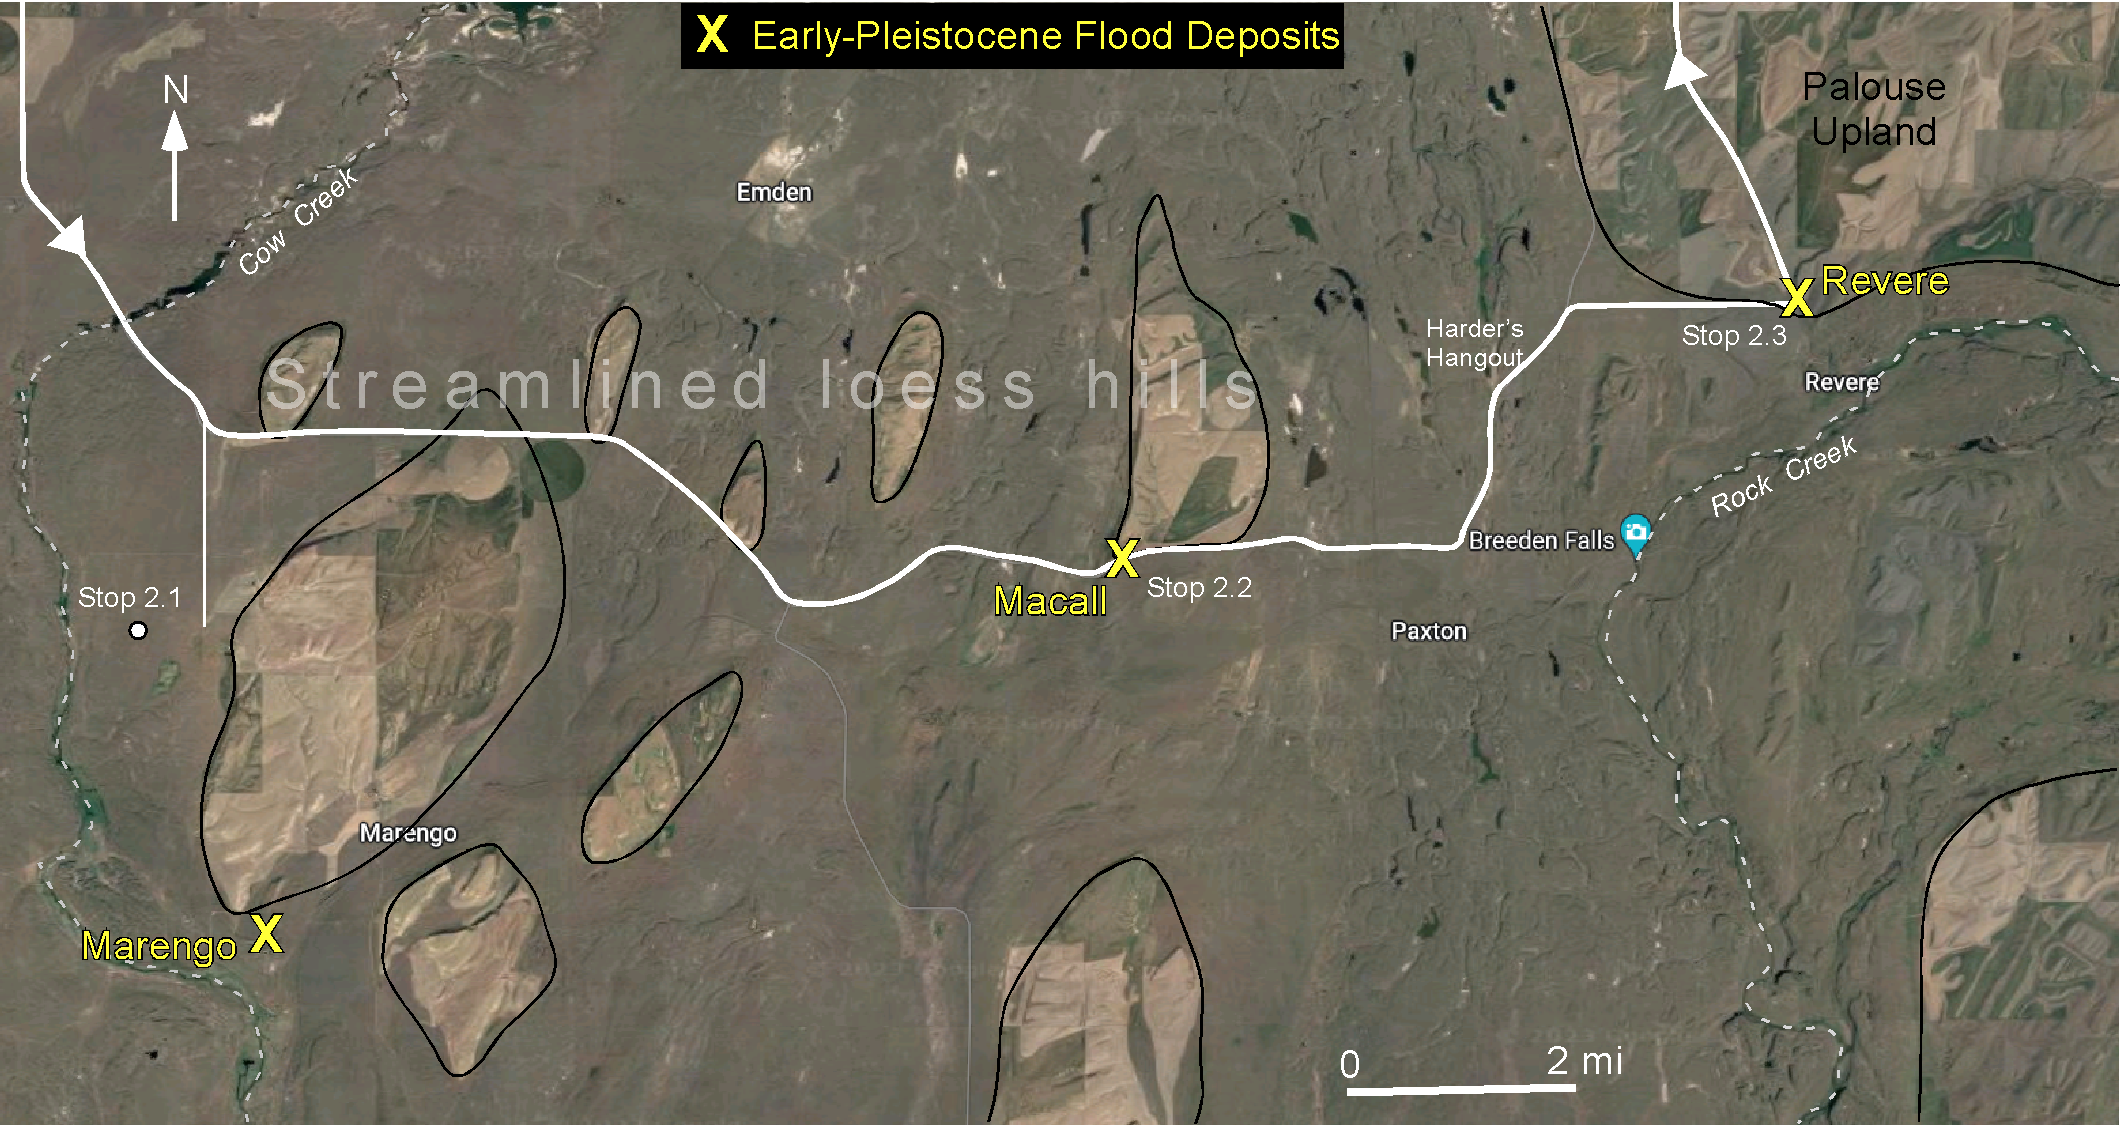 X Early-Pleistocene Flood Deposits
Palouse
Upland
N
Cow Creek
Emden
X Revere
Stop 2.3
Harder's
Hangout
Revere
Streamlined loess hills
Rock Creek
Breeden Falls
X
Macall
Stop 2.2
Stop 2.1
Paxton
Marengo
Marengo X
0 2 mi